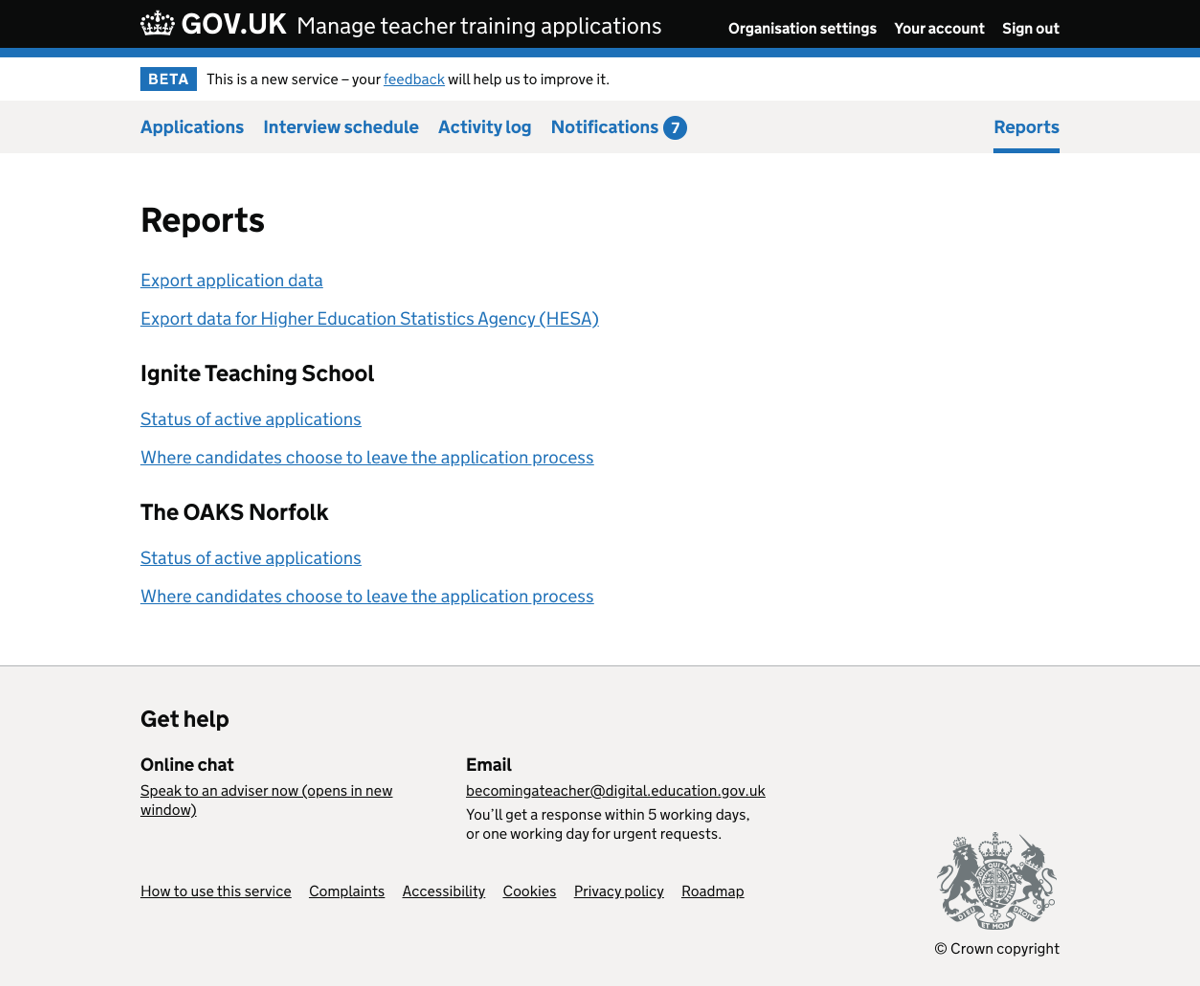 GOV.UK Manage teacher training applications
Organisation settings Your account Sign out
BETA This is a new service – your feedback will help us to improve it.
Applications Interview schedule Activity log Notifications 7 Reports
Reports
Export application data
Export data for Higher Education Statistics Agency (HESA)
Ignite Teaching School
Status of active applications
Where candidates choose to leave the application process
The OAKS Norfolk
Status of active applications
Where candidates choose to leave the application process
Get help
Online chat
Speak to an adviser now (opens in new
window)
Email
becomingateacher@digital.education.gov.uk
You’ll get a response within 5 working days,
or one working day for urgent requests.
How to use this service Complaints Accessibility Cookies Privacy policy Roadmap
DIEU ET MON DROIT
© Crown copyright